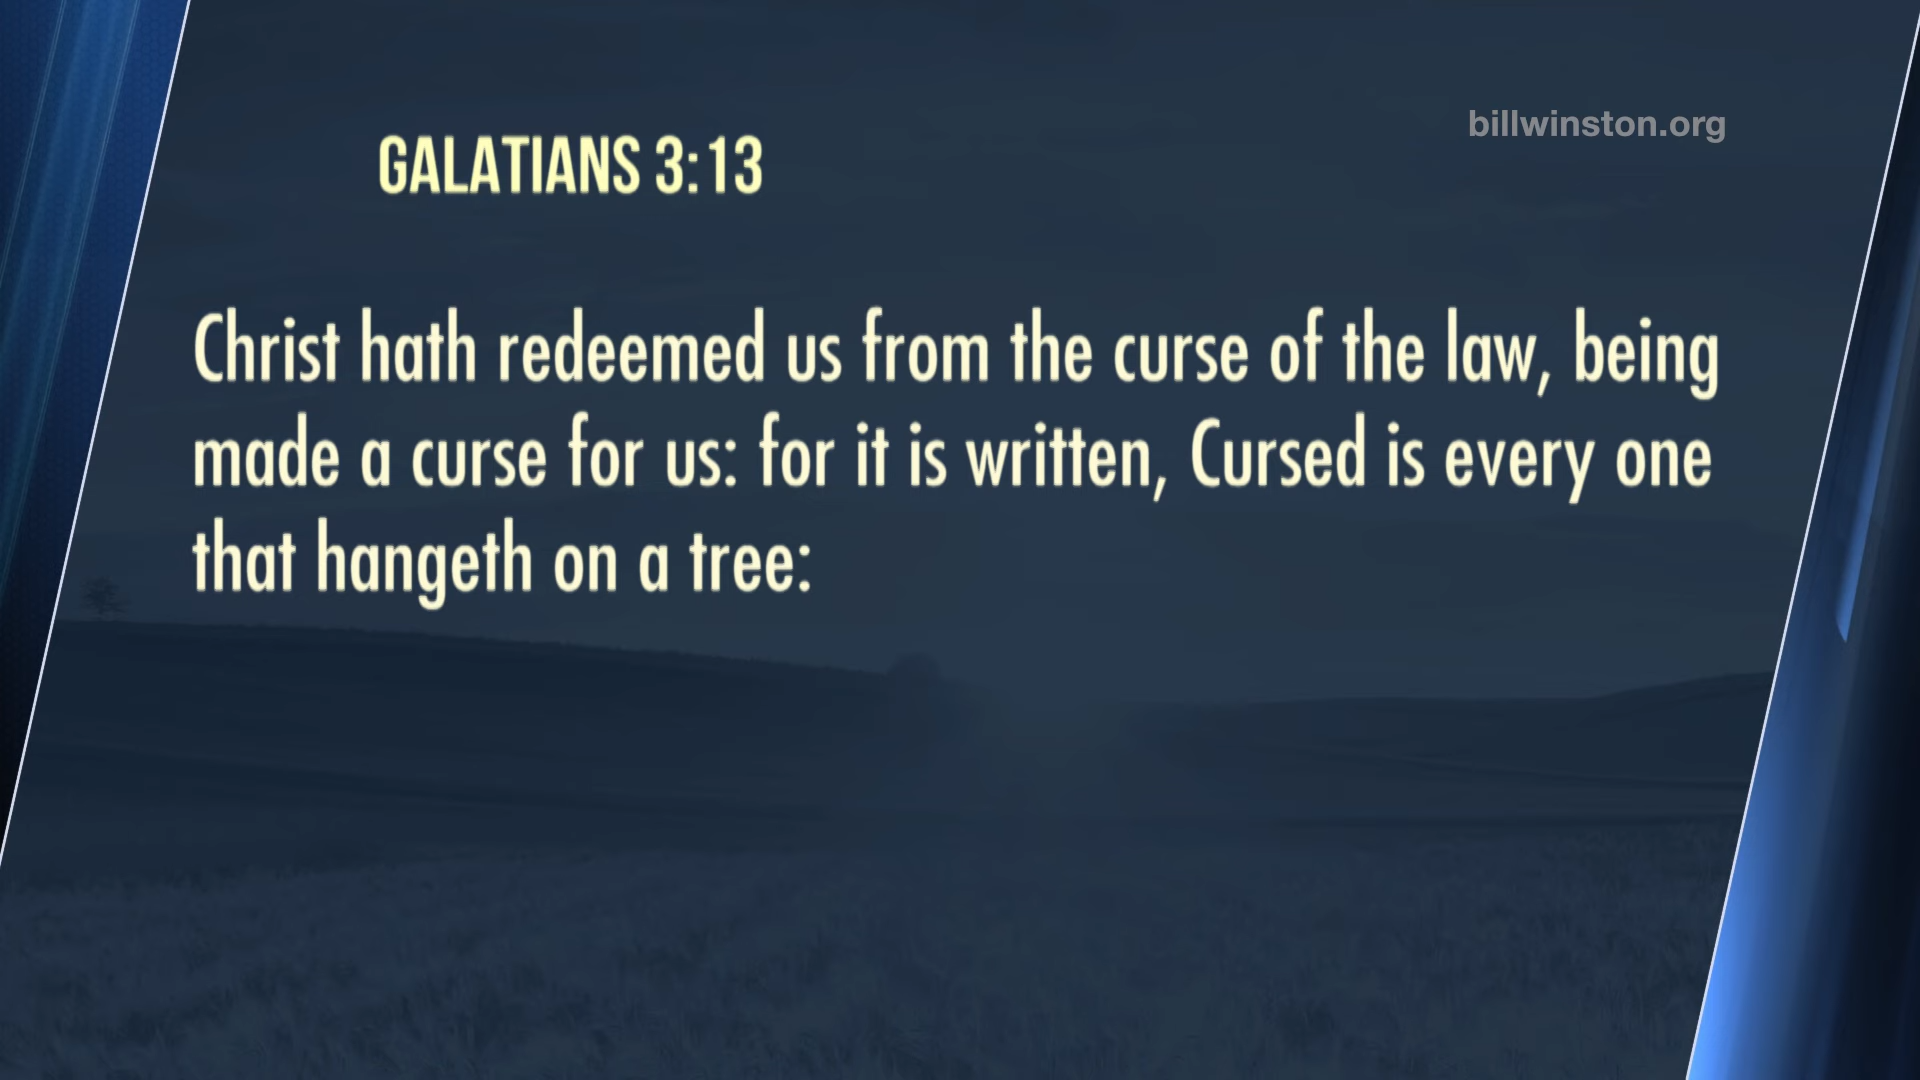 billwinston.org
GALATIANS 3:13
Christ hath redeemed us from the curse of the law, being
made a curse for us: for it is written, Cursed is every one
that hangeth on a tree: